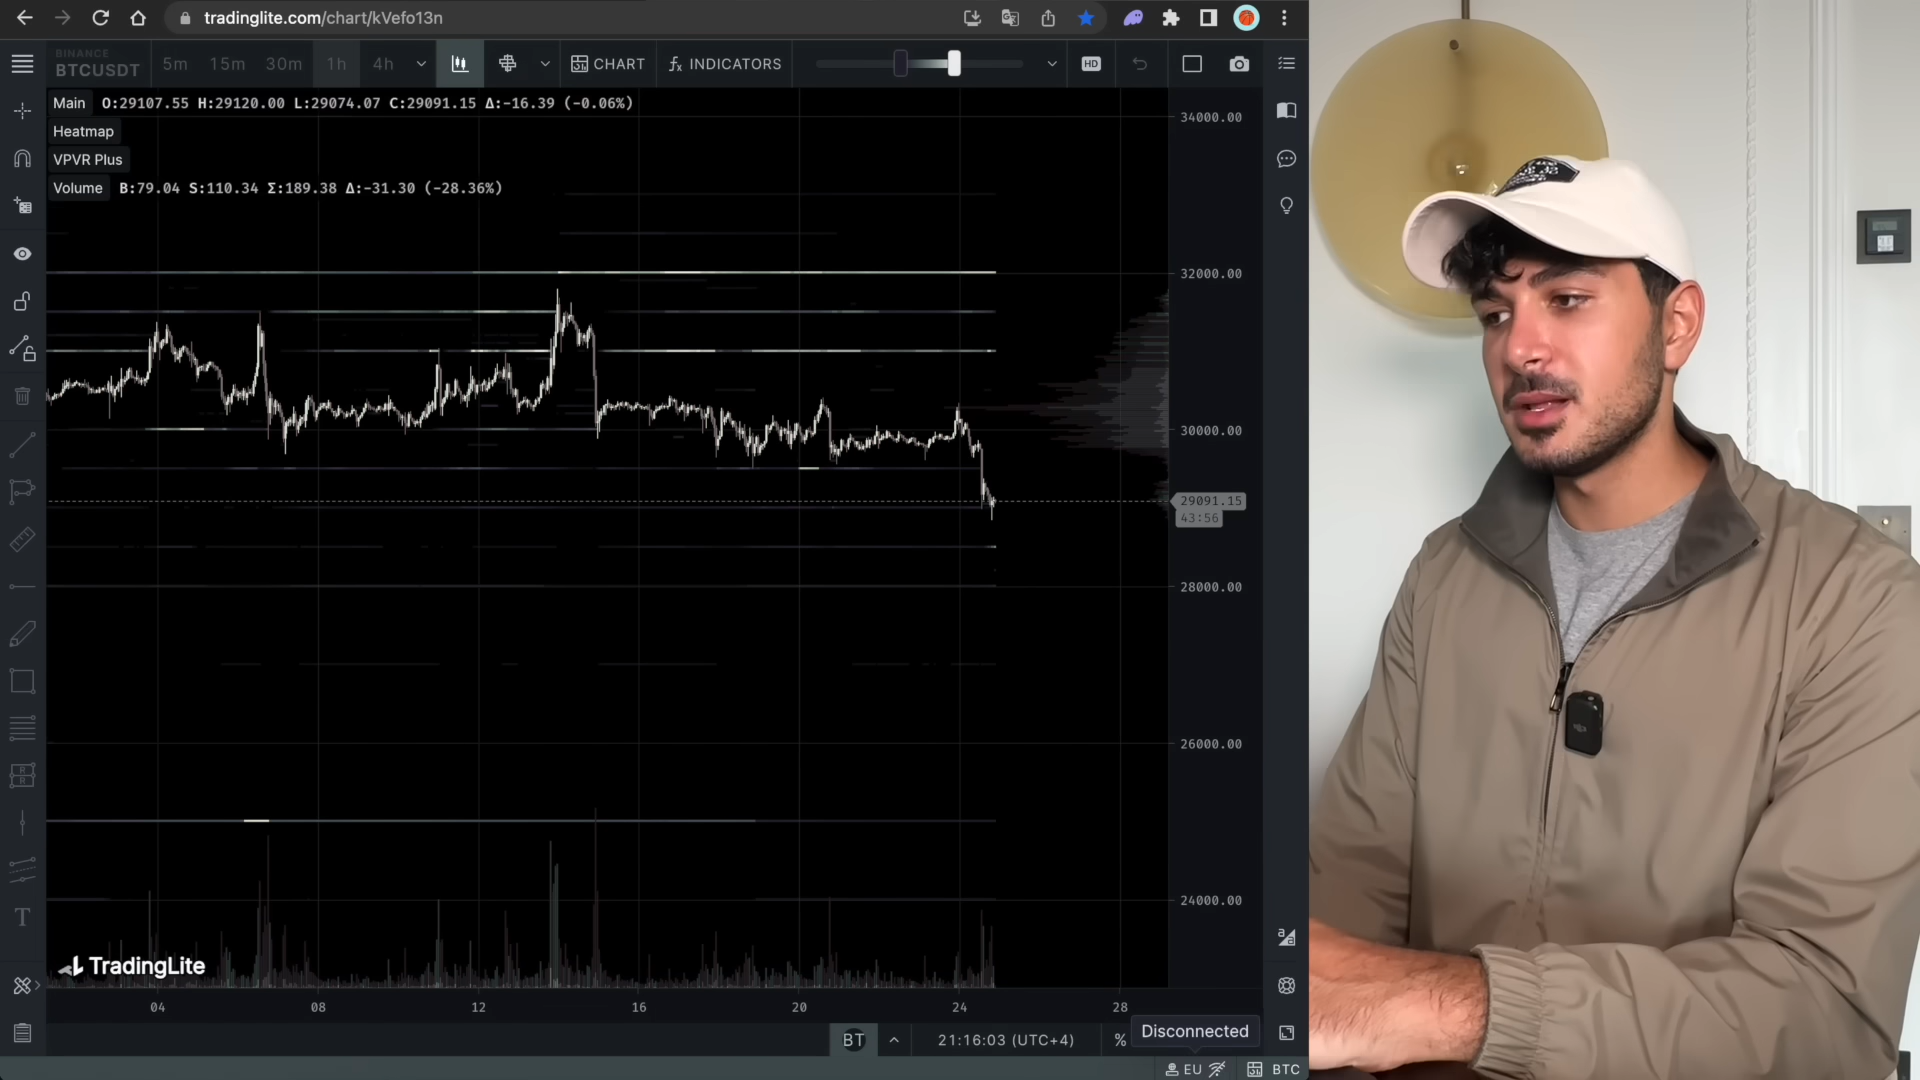 tradinglite.com/chart/kVefo13n
BINANCE
BTCUSDT
5m 15m 30m 1h 4h
CHART
INDICATORS
HD
Main O:29107.55 H:29120.00 L:29074.07 C:29091.15 Δ:-16.39 (-0.06%)
Heatmap
VPVR Plus
Volume B:79.04 S:110.34 Σ:189.38 Δ:-31.30 (-28.36%)
34000.00
32000.00
30000.00
29091.15
43:56
28000.00
26000.00
24000.00
TradingLite
04 08 12 16 20 24 28
BT
21:16:03 (UTC+4)
%
Disconnected
EU
BTC
T